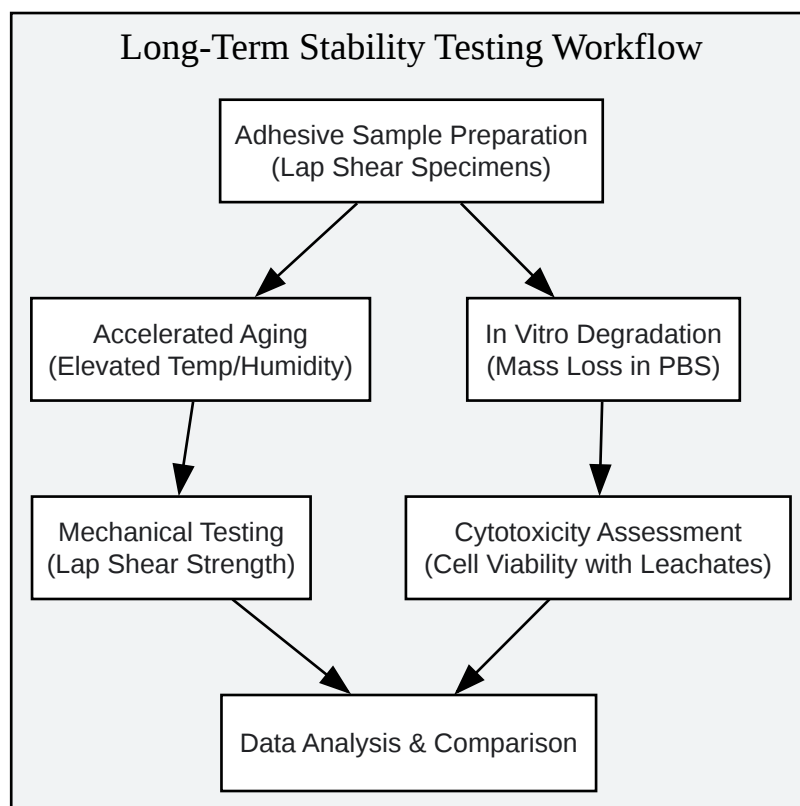 Long-Term Stability Testing Workflow
Adhesive Sample Preparation
(Lap Shear Specimens)
Accelerated Aging
(Elevated Temp/Humidity)
In Vitro Degradation
(Mass Loss in PBS)
Mechanical Testing
(Lap Shear Strength)
Cytotoxicity Assessment
(Cell Viability with Leachates)
Data Analysis & Comparison